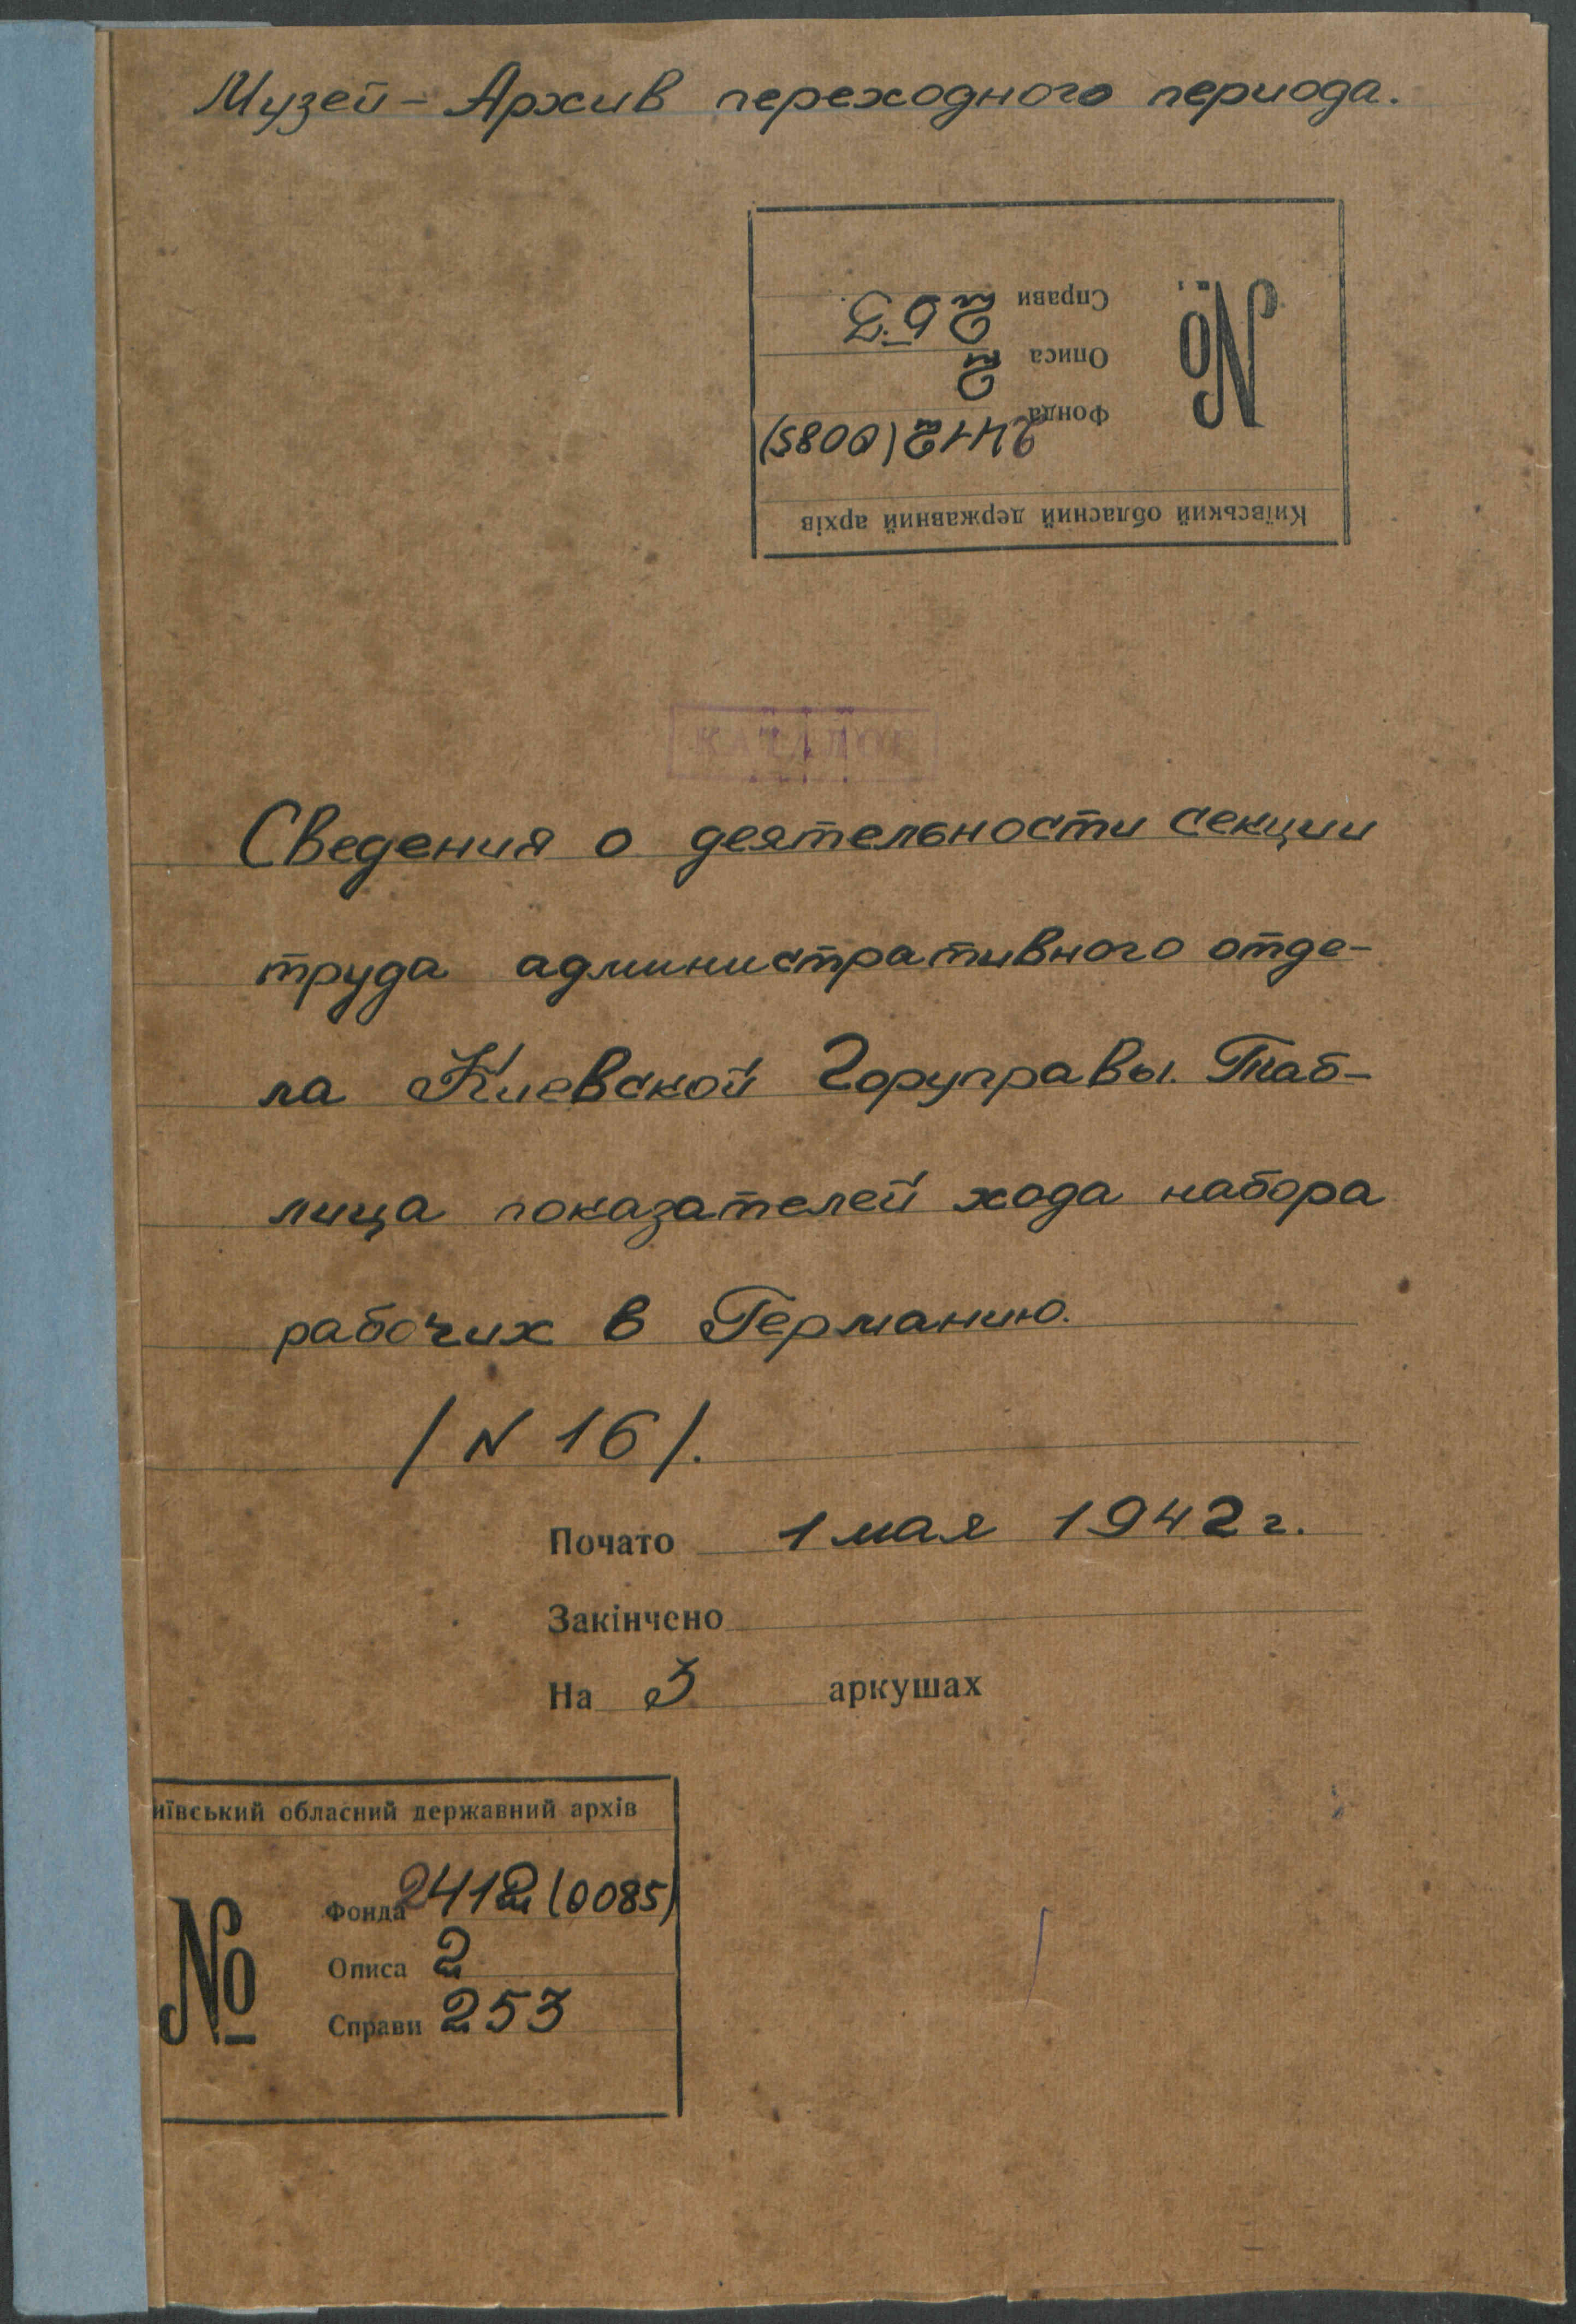 Музей-Архив переходного периода.
Київський обласний державний архів
№
Фонда 2412 (0085)
Описа 2
Справи 253.
КАТАЛОГ
Сведения о деятельности секции
труда административного отде-
ла Киевской Горуправы. Таб-
лица показателей хода набора
рабочих в Германию.
/N 16/.
Почато 1 мая 1942 г.
Закінчено
На 3 аркушах
иївський обласний державний архів
№
Фонда 2412 (0085)
Описа 2
Справи 253